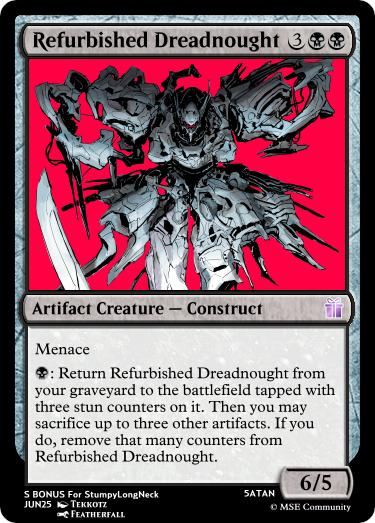 Refurbished Dreadnought 3
Artifact Creature — Construct
Menace
: Return Refurbished Dreadnought from
your graveyard to the battlefield tapped with
three stun counters on it. Then you may
sacrifice up to three other artifacts. If you
do, remove that many counters from
Refurbished Dreadnought.
6/5
S BONUS For StumpyLongNeck 5ATAN
JUN25 Tekkotz © MSE Community
Featherfall